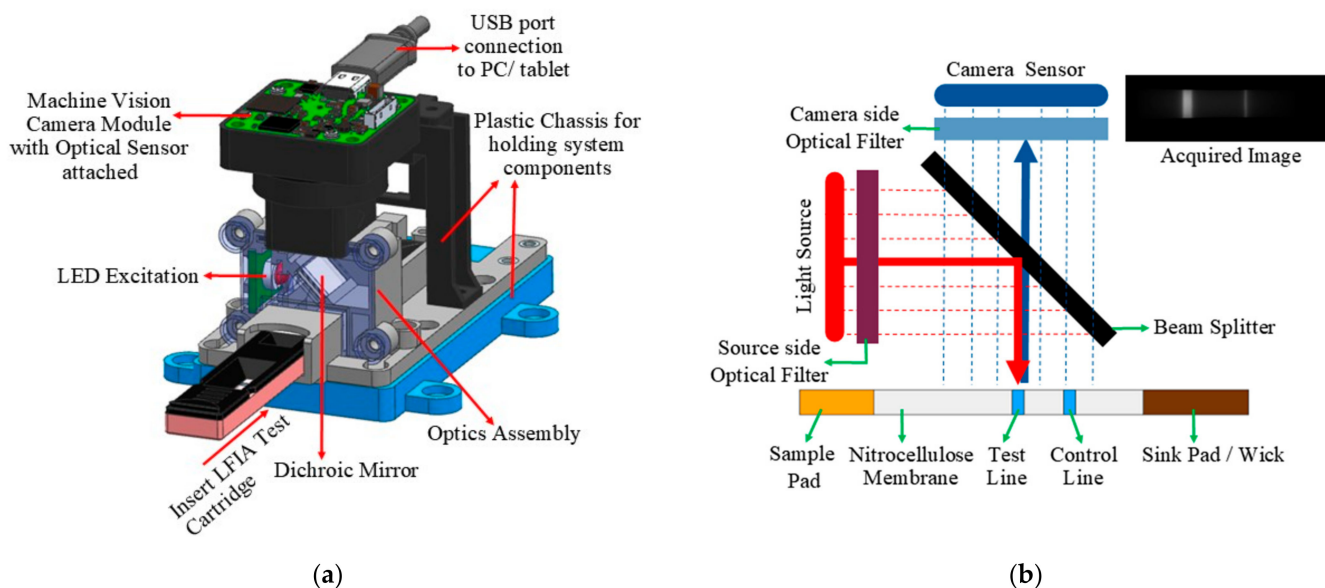 USB port
connection
to PC/ tablet
Machine Vision
Camera Module
with Optical Sensor
attached
Plastic Chassis for
holding system
components
LED Excitation
Optics Assembly
Dichroic Mirror
Insert LFIA Test
Cartridge
(a)
Camera Sensor
Camera side
Optical Filter
Acquired Image
Light Source
Beam Splitter
Source side
Optical Filter
Sample
Pad
Nitrocellulose
Membrane
Test
Line
Control
Line
Sink Pad / Wick
(b)